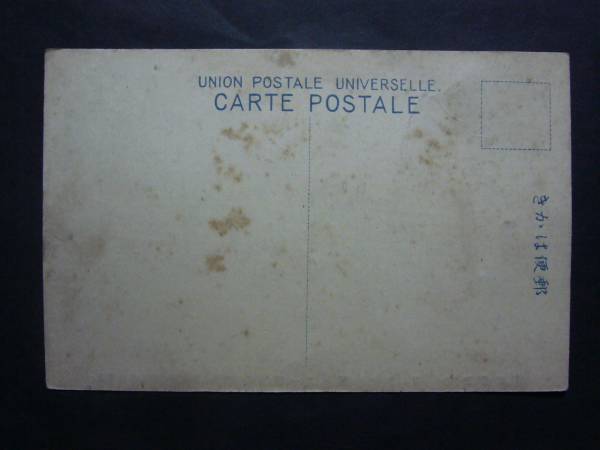 UNION POSTALE UNIVERSELLE.
CARTE POSTALE
きかは便郵